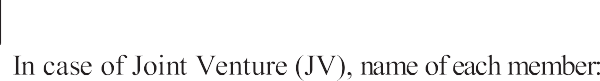 In case of Joint Venture (JV), name of each member: